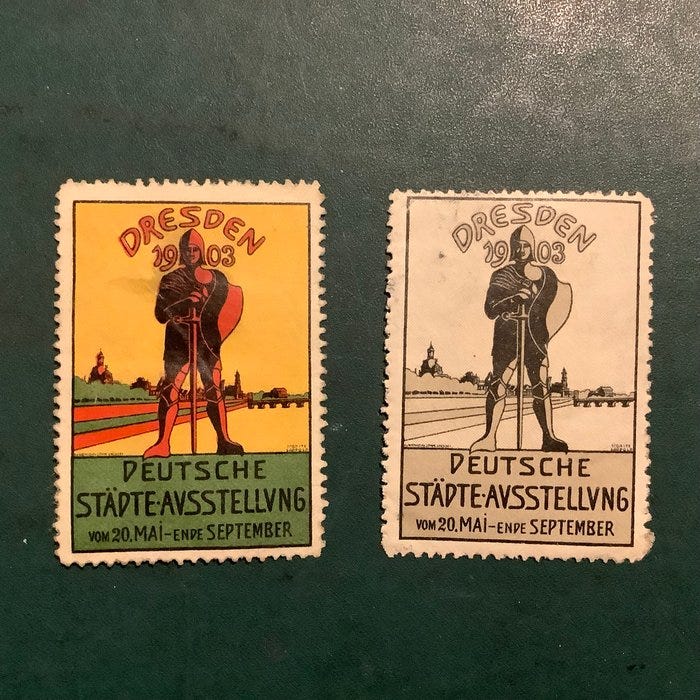 DRESDEN
1903
DEUTSCHE
STÄDTE-AVSSTELLVNG
VOM 20. MAi-ENDE SEPTEMBER
DRESDEN
1903
DEUTSCHE
STÄDTE-AVSSTELLVNG
VOM 20. MAi-ENDE SEPTEMBER